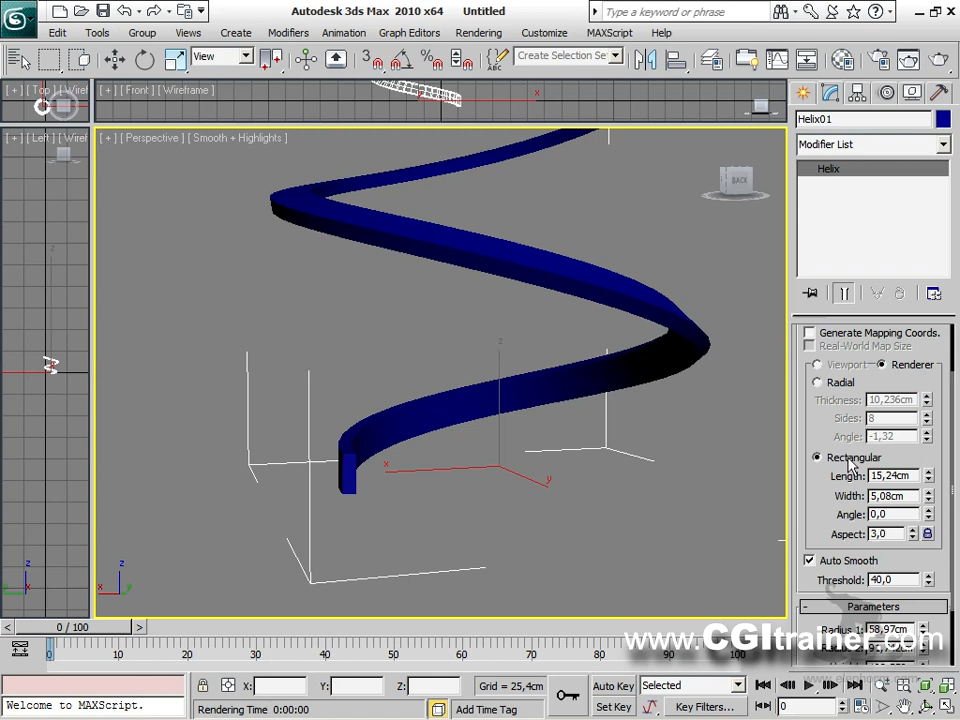 Autodesk 3ds Max 2010 x64 Untitled
Type a keyword or phrase
Edit Tools Group Views Create Modifiers Animation Graph Editors Rendering Customize MAXScript Help
View
3
ABC
Create Selection Se
[ + ] [ Top ] [ Wiref
[ + ] [ Front ] [ Wireframe ]
x
[ + ] [ Left ] [ Wiref
[ + ] [ Perspective ] [ Smooth + Highlights ]
BACK
z
x
y
z
x
z
y
Helix01
Modifier List
Helix
Generate Mapping Coords.
Real-World Map Size
Viewport Renderer
Radial
Thickness: 10,236cm
Sides: 8
Angle: -1,32
Rectangular
Length: 15,24cm
Width: 5,08cm
Angle: 0,0
Aspect: 3,0
Auto Smooth
Threshold: 40,0
- Parameters
Radius 1: 58,97cm
< 0 / 100 >
0 10 20 30 40 50 60 70 80 90 100
www.CGItrainer.com
X: Y: Z: Grid = 25,4cm
Auto Key Selected
Welcome to MAXScript.
Rendering Time 0:00:00
Add Time Tag
Set Key Key Filters...
0